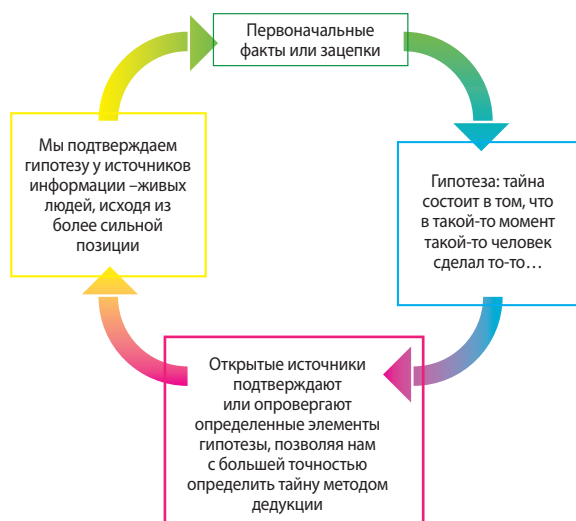 Первоначальные
факты или зацепки
Гипотеза: тайна
состоит в том, что
в такой-то момент
такой-то человек
сделал то-то…
Открытые источники
подтверждают
или опровергают
определенные элементы
гипотезы, позволяя нам
с большей точностью
определить тайну методом
дедукции
Мы подтверждаем
гипотезу у источников
информации –живых
людей, исходя из
более сильной
позиции